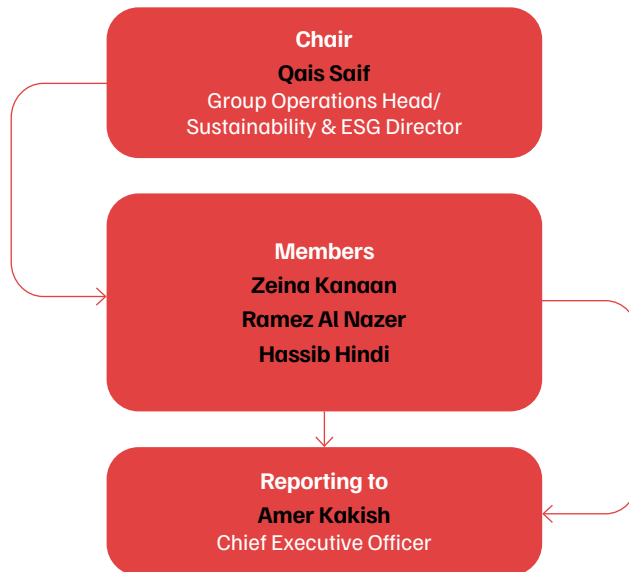 Chair
Qais Saif
Group Operations Head/
Sustainability & ESG Director
Members
Zeina Kanaan
Ramez Al Nazer
Hassib Hindi
Reporting to
Amer Kakish
Chief Executive Officer